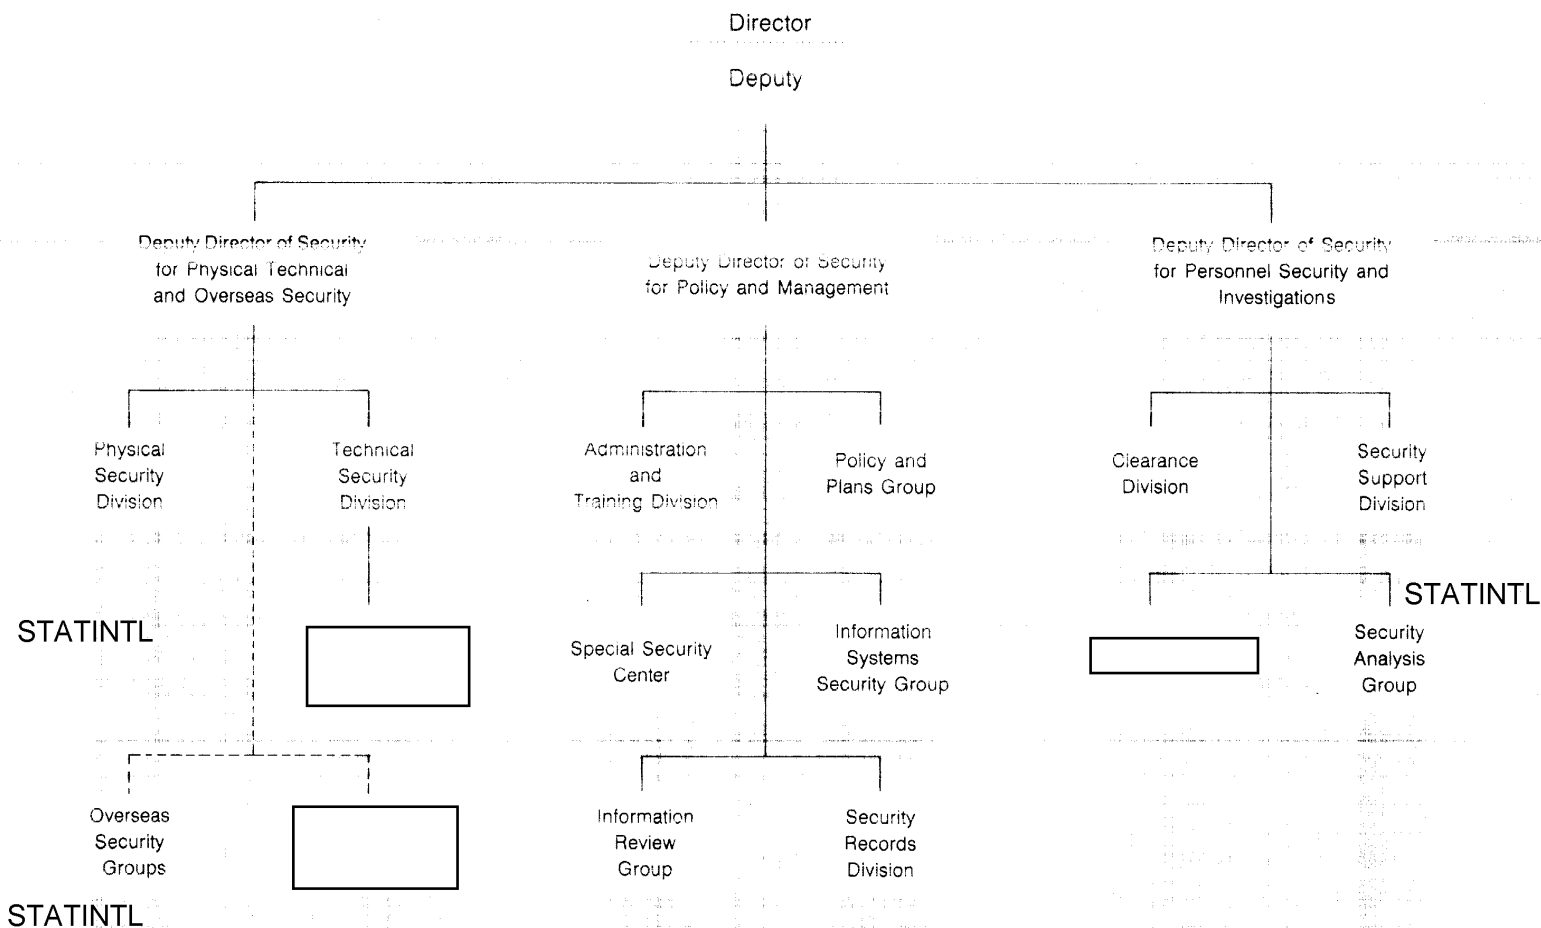 Director
Deputy
Deputy Director of Security
for Physical Technical
and Overseas Security
Deputy Director of Security
for Policy and Management
Deputy Director of Security
for Personnel Security and
Investigations
Physical
Security
Division
Technical
Security
Division
Administration
and
Training Division
Policy and
Plans Group
Clearance
Division
Security
Support
Division
STATINTL
STATINTL
Special Security
Center
Information
Systems
Security Group
Security
Analysis
Group
Overseas
Security
Groups
Information
Review
Group
Security
Records
Division
STATINTL